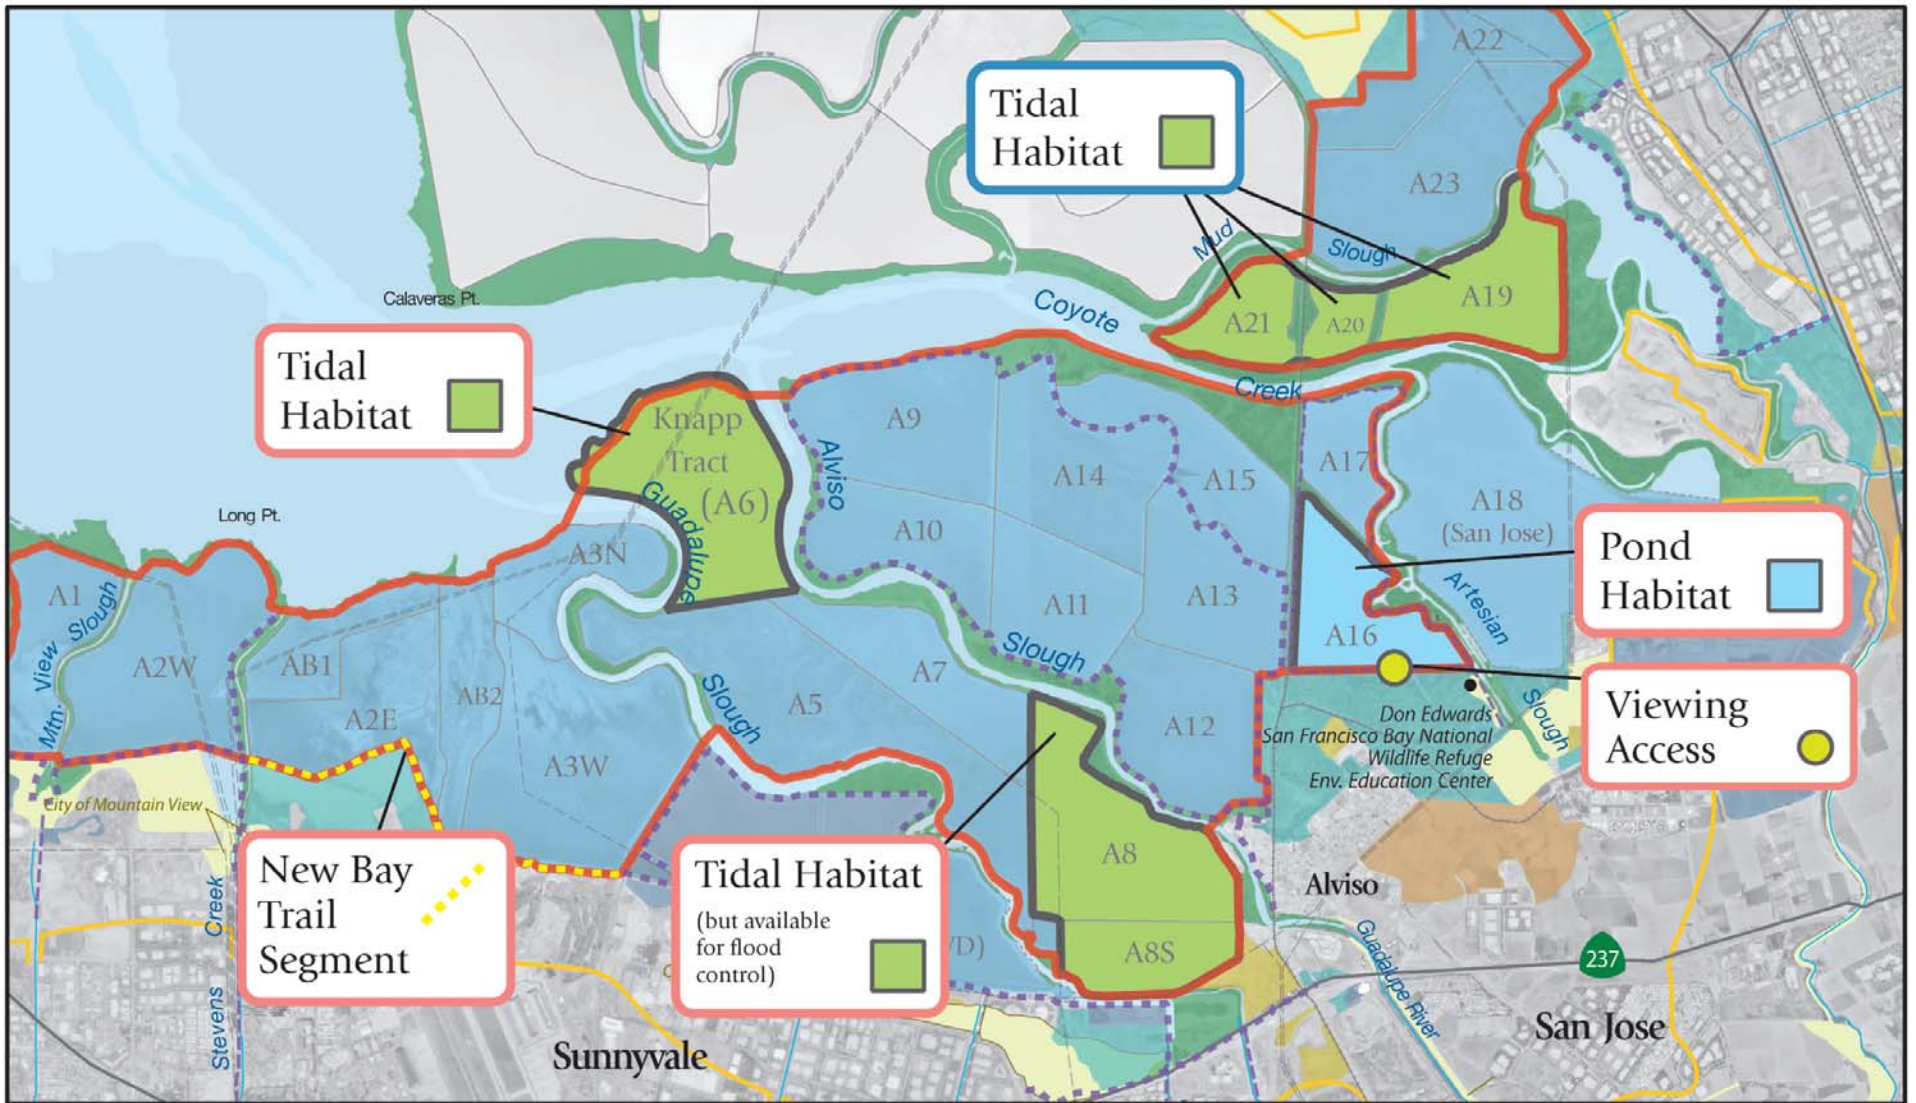 A22
Tidal
Habitat
A23
Mud
Slough
Calaveras Pt.
Coyote
A21
A20
A19
Tidal
Habitat
Creek
Knapp
Tract
(A6)
Guadalupe
Alviso
A9
A14
A15
A17
A18
(San Jose)
Long Pt.
A10
A3N
A11
A13
A16
Artesian
Slough
Pond
Habitat
A1
Mtn. View Slough
A2W
AB1
AB2
A2E
A3W
Slough
A5
A7
Slough
A12
Don Edwards
San Francisco Bay National
Wildlife Refuge
Env. Education Center
Viewing
Access
City of Mountain View
New Bay
Trail
Segment
Tidal Habitat
(but available
for flood
control)
A8
A8S
D)
Alviso
Guadalupe River
237
Stevens Creek
Sunnyvale
San Jose